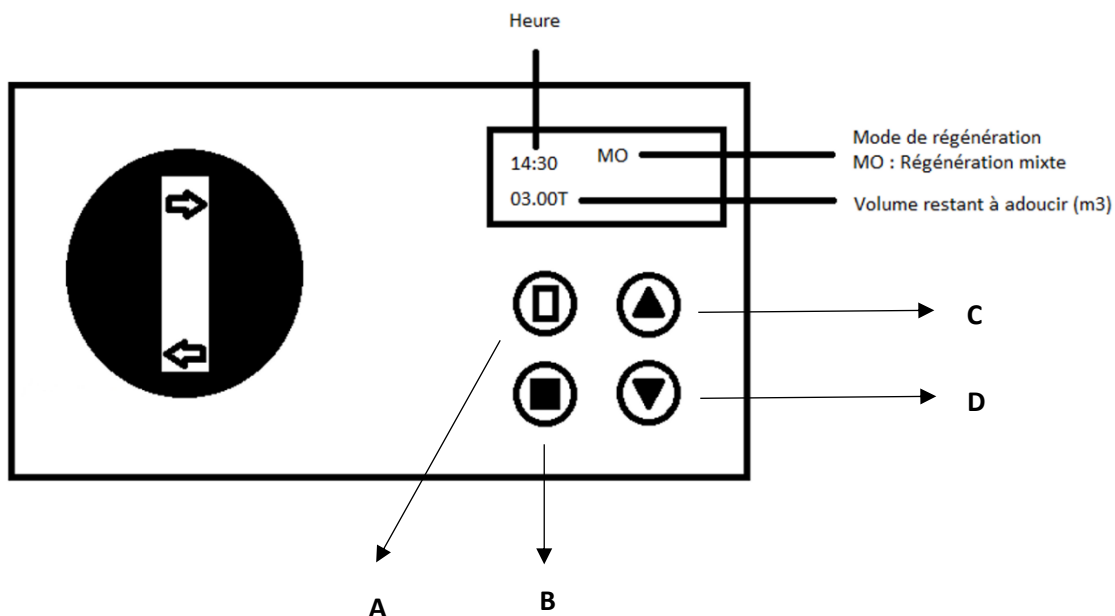 Heure
14:30 MO
03.00T
Mode de régénération
MO : Régénération mixte
Volume restant à adoucir (m3)
C
D
A
B